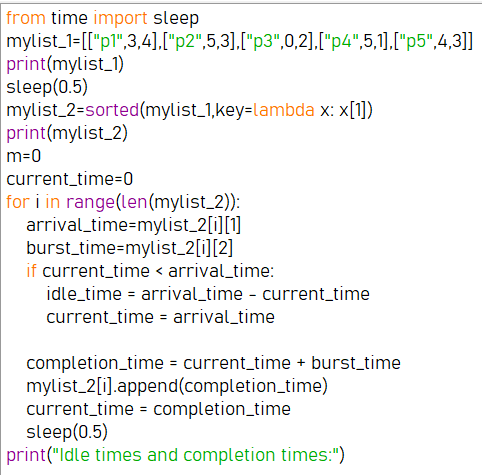 from time import sleep
mylist_1=[["p1",3,4],["p2",5,3],["p3",0,2],["p4",5,1],["p5",4,3]]
print(mylist_1)
sleep(0.5)
mylist_2=sorted(mylist_1,key=lambda x: x[1])
print(mylist_2)
m=0
current_time=0
for i in range(len(mylist_2)):
    arrival_time=mylist_2[i][1]
    burst_time=mylist_2[i][2]
    if current_time < arrival_time:
        idle_time = arrival_time - current_time
        current_time = arrival_time
    completion_time = current_time + burst_time
    mylist_2[i].append(completion_time)
    current_time = completion_time
    sleep(0.5)
print("Idle times and completion times:")